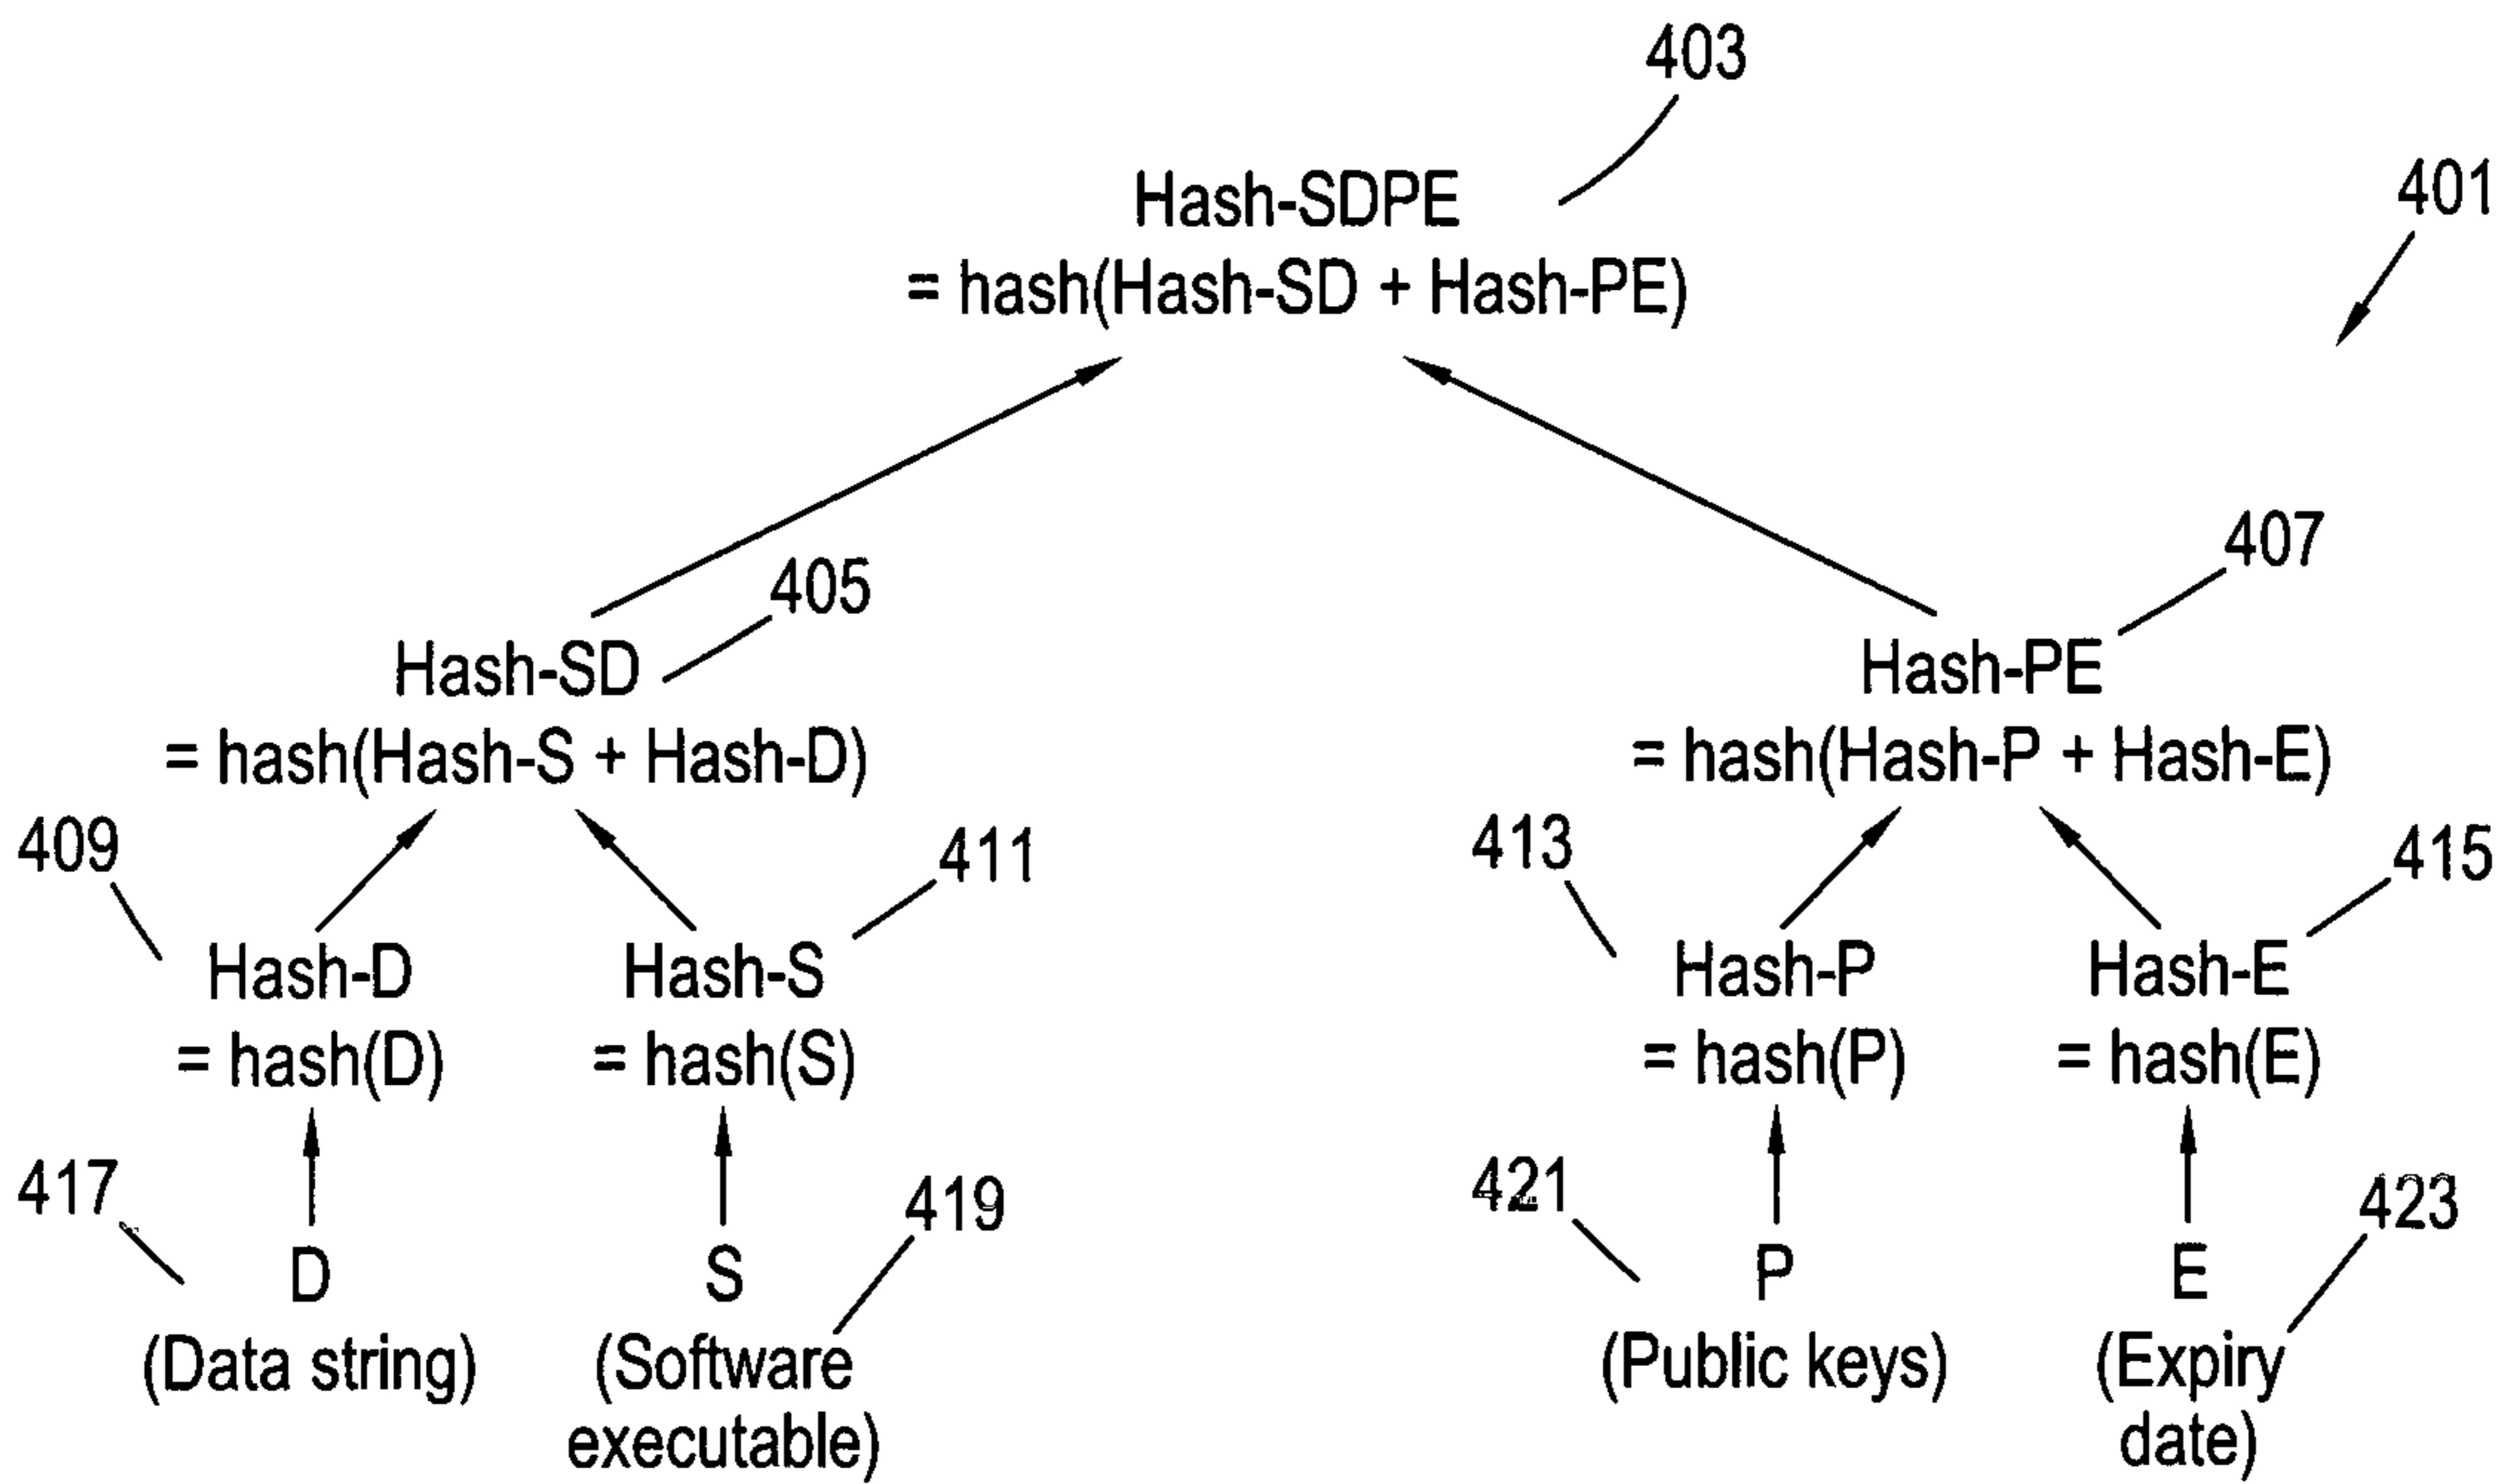 403
401
Hash-SDPE
= hash(Hash-SD + Hash-PE)
407
405
Hash-SD
= hash(Hash-S + Hash-D)
Hash-PE
= hash(Hash-P + Hash-E)
409
411
413
415
Hash-D
= hash(D)
Hash-S
= hash(S)
Hash-P
= hash(P)
Hash-E
= hash(E)
417
419
421
423
D
(Data string)
S
(Software
executable)
P
(Public keys)
E
(Expiry
date)